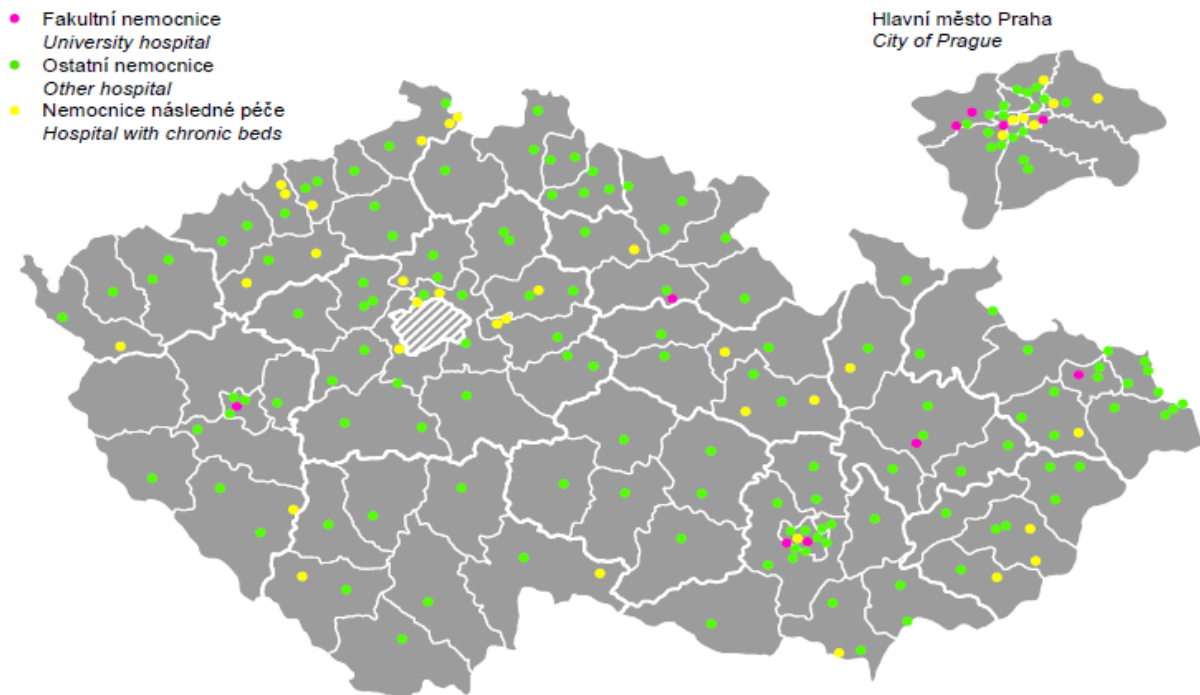 Fakultní nemocnice
University hospital
Ostatní nemocnice
Other hospital
Nemocnice následné péče
Hospital with chronic beds
Hlavní město Praha
City of Prague